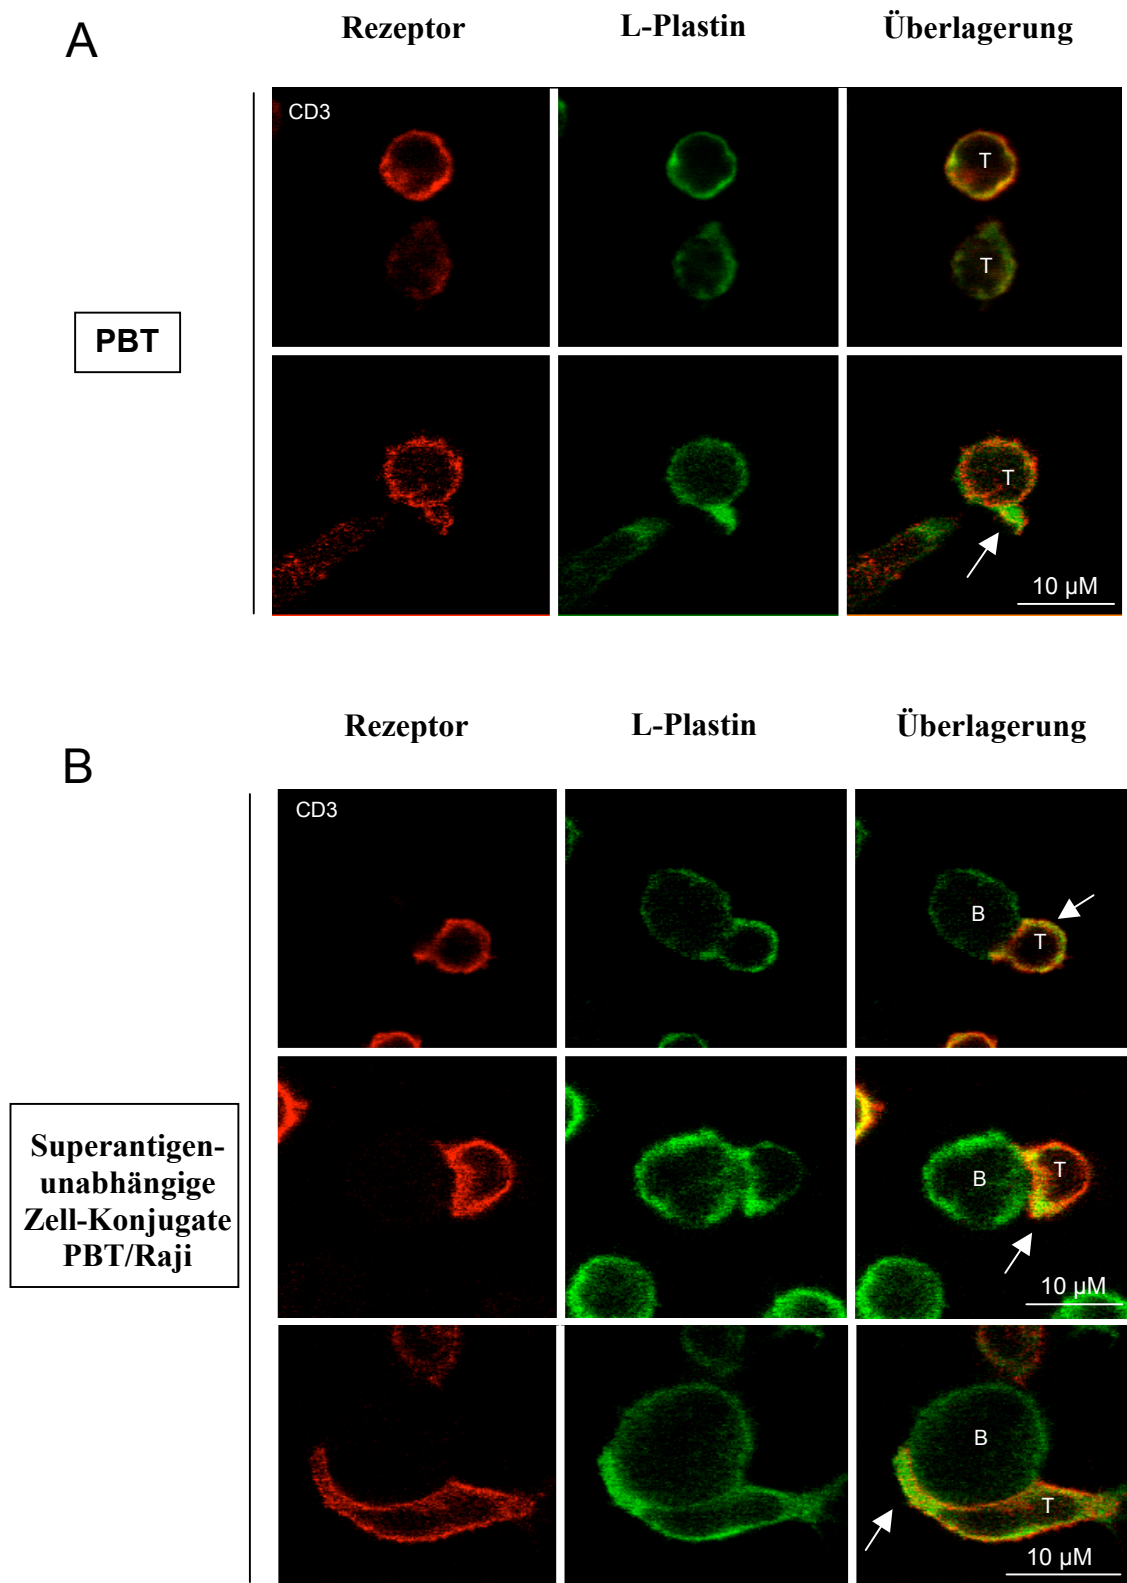 A
Rezeptor L-Plastin Überlagerung
CD3
T
T
PBT
T
10 µM
B
Rezeptor L-Plastin Überlagerung
CD3
B
T
B
T
Superantigen-
unabhängige
Zell-Konjugate
PBT/Raji
10 µM
B
T
10 µM